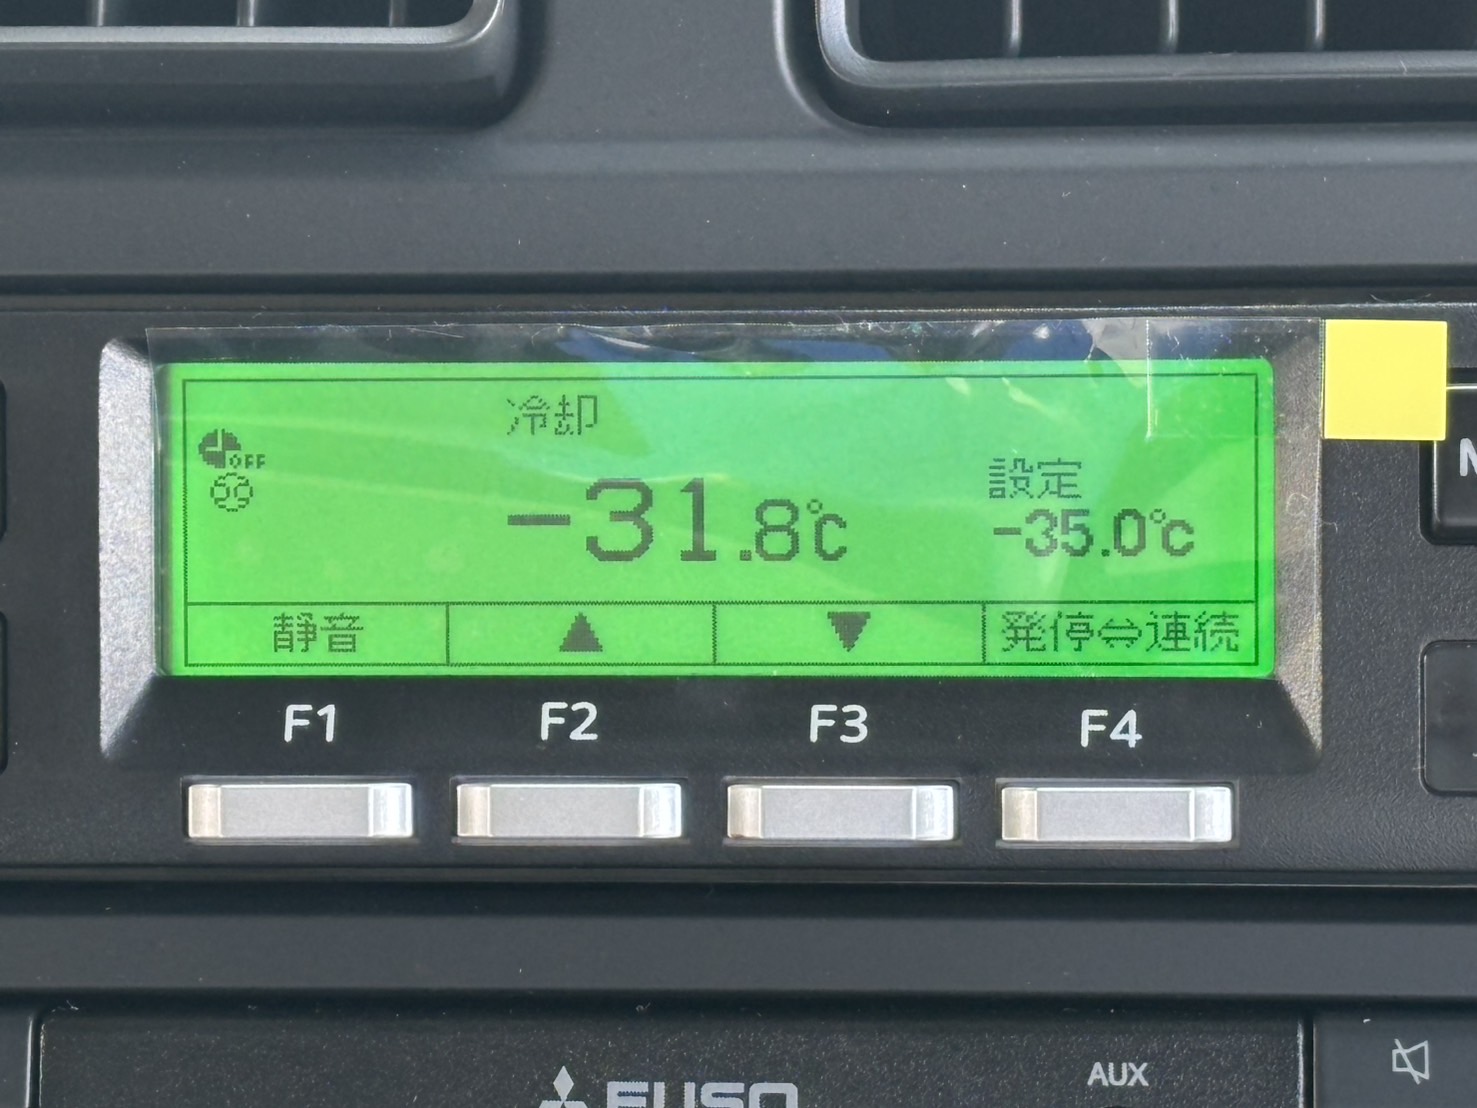 冷却
OFF
-31.8℃
設定
-35.0℃
静音 ▲ ▼ 発停⇔連続
F1 F2 F3 F4
N
AUX
FUSO